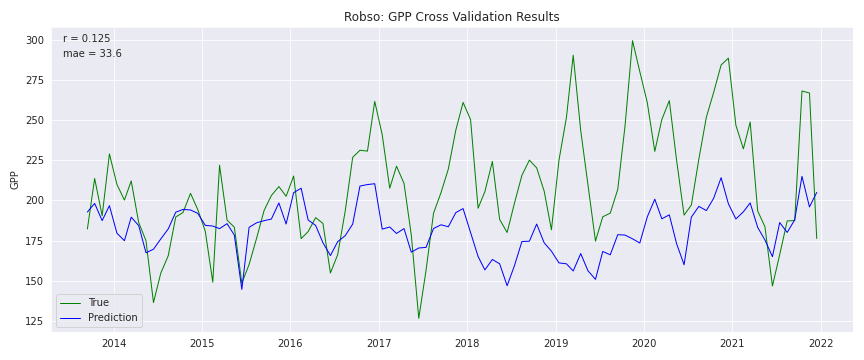 Robso: GPP Cross Validation Results
r = 0.125
mae = 33.6
300
275
250
225
200
175
150
125
GPP
True
Prediction
2014 2015 2016 2017 2018 2019 2020 2021 2022